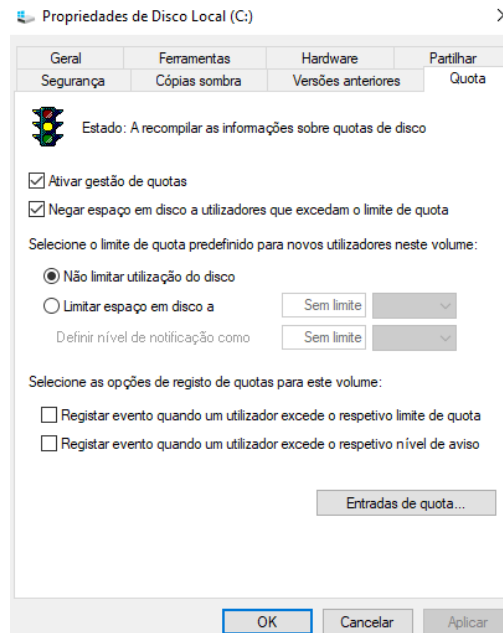 Propriedades de Disco Local (C:)
Geral Ferramentas Hardware Partilhar
Segurança Cópias sombra Versões anteriores Quota
Estado: A recompilar as informações sobre quotas de disco
Ativar gestão de quotas
Negar espaço em disco a utilizadores que excedam o limite de quota
Selecione o limite de quota predefinido para novos utilizadores neste volume:
Não limitar utilização do disco
Limitar espaço em disco a Sem limite
Definir nível de notificação como Sem limite
Selecione as opções de registo de quotas para este volume:
Registar evento quando um utilizador excede o respetivo limite de quota
Registar evento quando um utilizador excede o respetivo nível de aviso
Entradas de quota...
OK Cancelar Aplicar